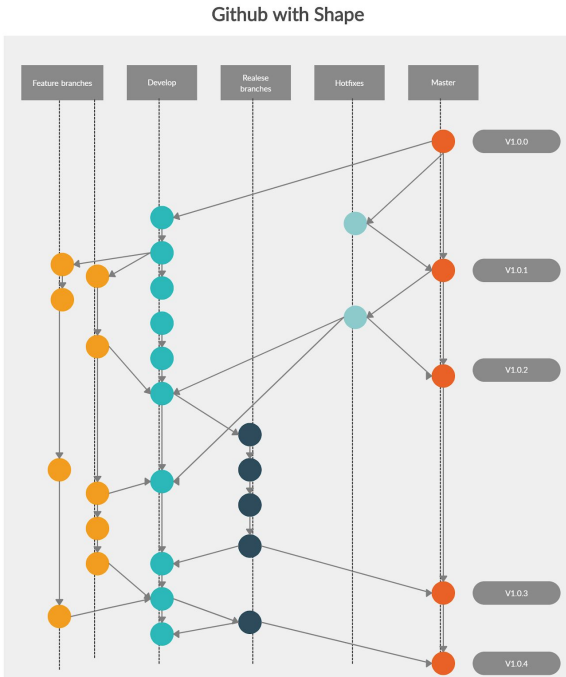 Github with Shape
Feature branches
Develop
Realese
branches
Hotfixes
Master
V1.0.0
V1.0.1
V1.0.2
V1.0.3
V1.0.4